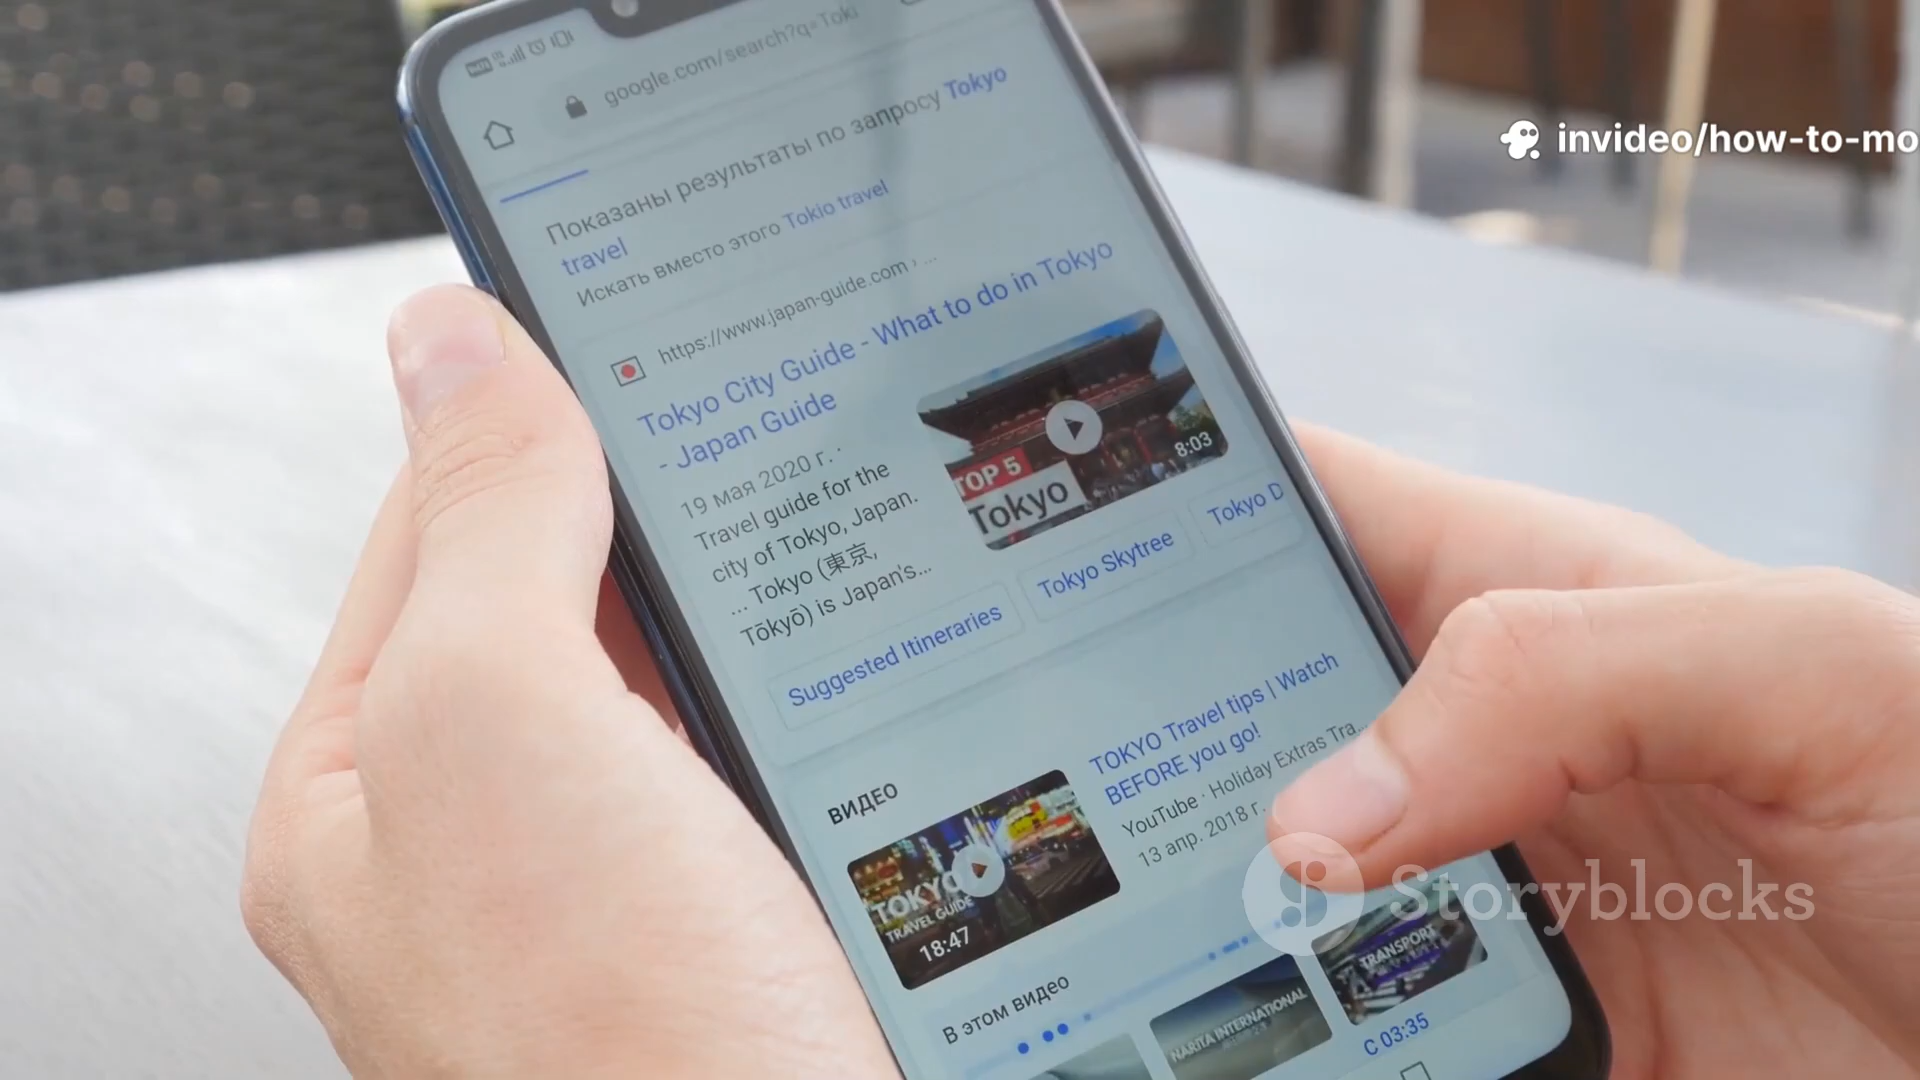 google.com/search?q=Toki
invideo/how-to-mo
Показаны результаты по запросу Tokyo
travel
Искать вместо этого Tokio travel
https://www.japan-guide.com › ...
Tokyo City Guide - What to do in Tokyo
- Japan Guide
19 мая 2020 г. ·
Travel guide for the
city of Tokyo, Japan.
... Tokyo (東京,
Tōkyō) is Japan's...
TOP 5
Tokyo
8:03
Suggested Itineraries
Tokyo Skytree
Tokyo D
ВИДЕО
TOKYO
TRAVEL GUIDE
18:47
TOKYO Travel tips | Watch
BEFORE you go!
YouTube · Holiday Extras Tra...
13 апр. 2018 г.
Storyblocks
В этом видео
NARITA INTERNATIONAL
TRANSPORT
С 03:35